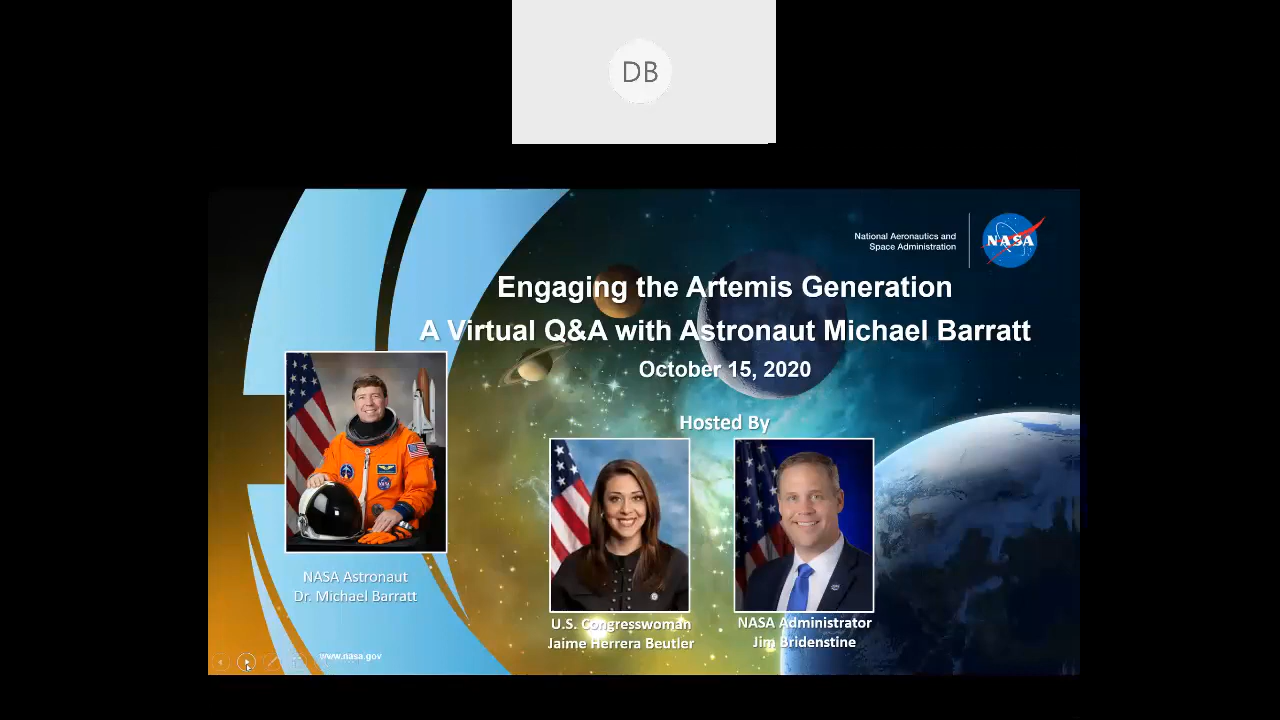 DB
National Aeronautics and
Space Administration
NASA
Engaging the Artemis Generation
A Virtual Q&A with Astronaut Michael Barratt
October 15, 2020
Hosted By
NASA Astronaut
Dr. Michael Barratt
U.S. Congresswoman
Jaime Herrera Beutler
NASA Administrator
Jim Bridenstine
www.nasa.gov